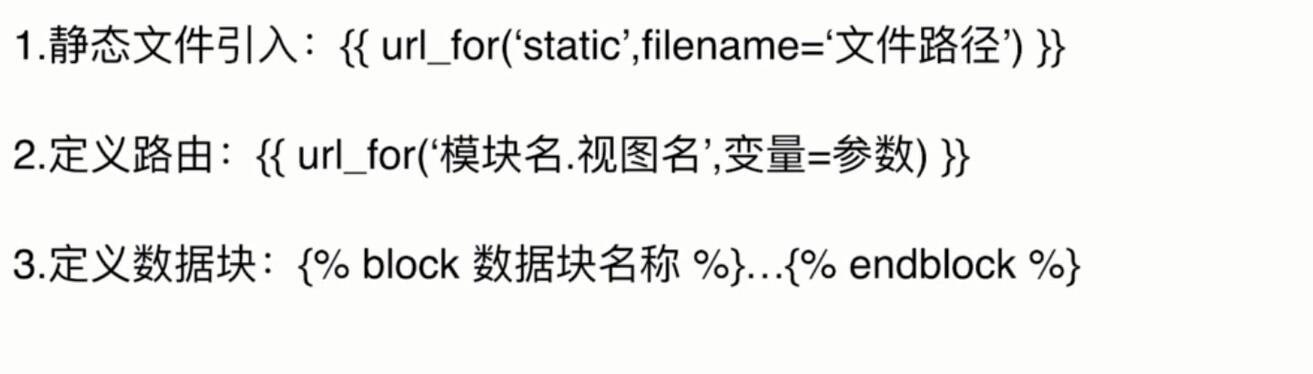 1.静态文件引入：{{ url_for(‘static’,filename=‘文件路径’) }}
2.定义路由：{{ url_for(‘模块名.视图名’,变量=参数) }}
3.定义数据块：{% block 数据块名称 %}…{% endblock %}